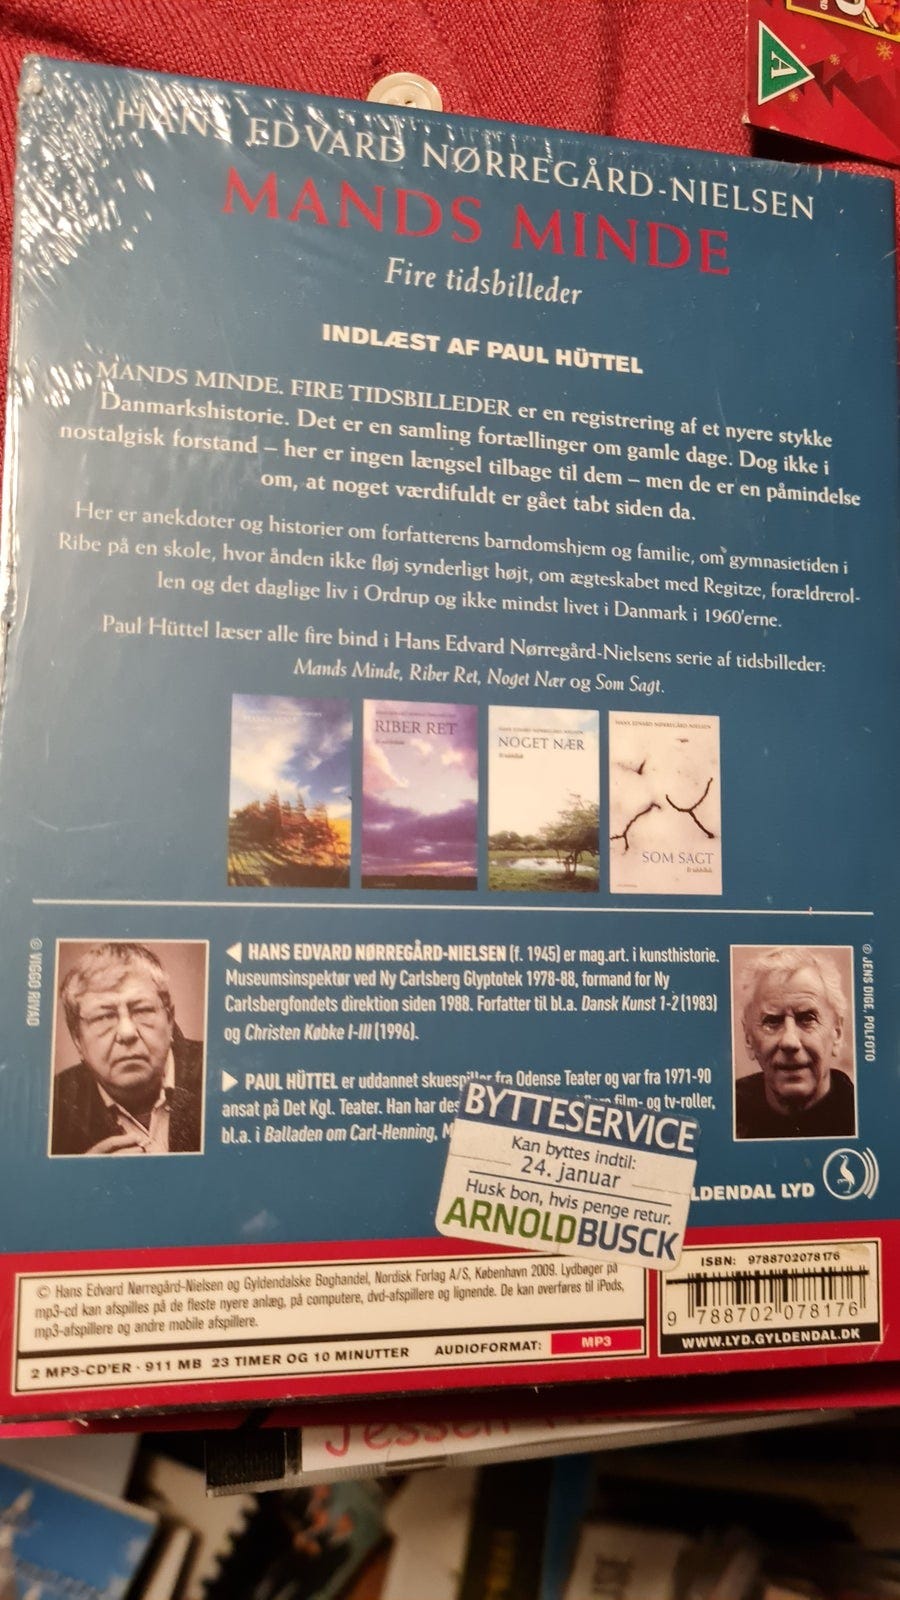 HANS EDVARD NØRREGÅRD-NIELSEN
MANDS MINDE
Fire tidsbilleder
INDLÆST AF PAUL HÜTTEL
MANDS MINDE. FIRE TIDSBILLEDER er en registrering af et nyere stykke
Danmarkshistorie. Det er en samling fortællinger om gamle dage. Dog ikke i
nostalgisk forstand – her er ingen længsel tilbage til dem – men de er en påmindelse
om, at noget værdifuldt er gået tabt siden da.
Her er anekdoter og historier om forfatterens barndomshjem og familie, om gymnasietiden i
Ribe på en skole, hvor ånden ikke fløj synderligt højt, om ægteskabet med Regitze, forældrerol-
len og det daglige liv i Ordrup og ikke mindst livet i Danmark i 1960'erne.
Paul Hüttel læser alle fire bind i Hans Edvard Nørregård-Nielsens serie af tidsbilleder:
Mands Minde, Riber Ret, Noget Nær og Som Sagt.
RIBER RET
HANS EDVARD NØRREGÅRD-NIELSEN
NOGET NÆR
HANS EDVARD NØRREGÅRD-NIELSEN
SOM SAGT
© VIGGO RIVAD
◀ HANS EDVARD NØRREGÅRD-NIELSEN (f. 1945) er mag.art. i kunsthistorie.
Museumsinspektør ved Ny Carlsberg Glyptotek 1978-88, formand for Ny
Carlsbergfondets direktion siden 1988. Forfatter til bl.a. Dansk Kunst 1-2 (1983)
og Christen Købke I-III (1996).
▶ PAUL HÜTTEL er uddannet skuespiller fra Odense Teater og var fra 1971-90
ansat på Det Kgl. Teater. Han har des film- og tv-roller,
bl.a. i Balladen om Carl-Henning, M
© JENS DIGE, POLFOTO
BYTTESERVICE
Kan byttes indtil:
24. januar
Husk bon, hvis penge retur.
ARNOLD BUSCK
LDENDAL LYD
© Hans Edvard Nørregård-Nielsen og Gyldendalske Boghandel, Nordisk Forlag A/S, København 2009. Lydbøger på
mp3-cd kan afspilles på de fleste nyere anlæg, på computere, dvd-afspillere og lignende. De kan overføres til iPods,
mp3-afspillere og andre mobile afspillere.
2 MP3-CD'ER · 911 MB 23 TIMER OG 10 MINUTTER AUDIOFORMAT: MP3
ISBN: 9788702078176
9 788702 078176
WWW.LYD.GYLDENDAL.DK
A
Jessen